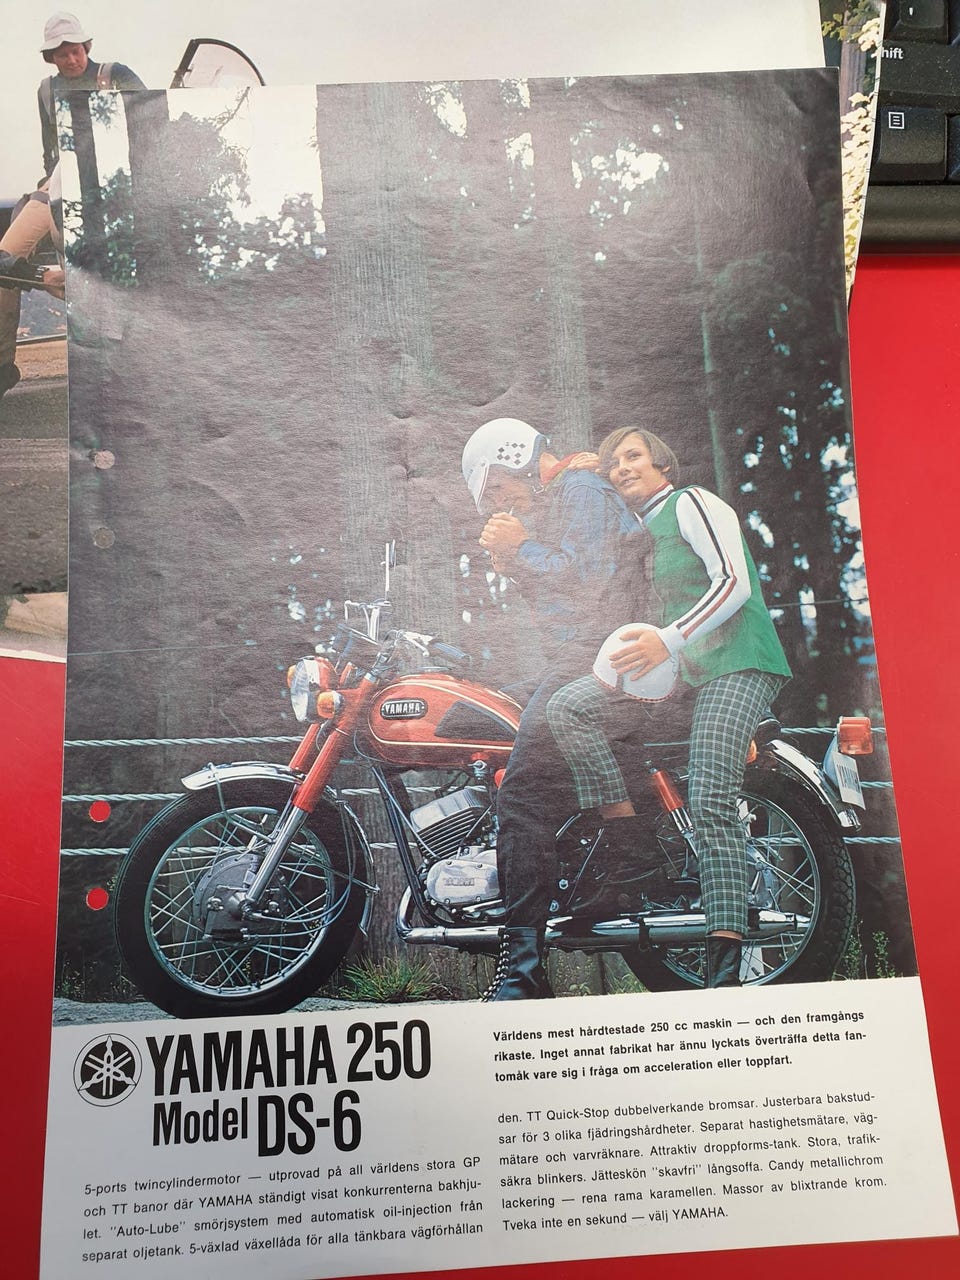 hift
YAMAHA
YAMAHA
YAMAHA
YAMAHA 250
Model DS-6
5-ports twincylindermotor — utprovad på all världens stora GP
och TT banor där YAMAHA ständigt visat konkurrenterna bakhju-
let. "Auto-Lube" smörjsystem med automatisk oil-injection från
separat oljetank. 5-växlad växellåda för alla tänkbara vägförhållan
Världens mest hårdtestade 250 cc maskin — och den framgångs
rikaste. Inget annat fabrikat har ännu lyckats överträffa detta fan-
tomåk vare sig i fråga om acceleration eller toppfart.
den. TT Quick-Stop dubbelverkande bromsar. Justerbara bakstud-
sar för 3 olika fjädringshårdheter. Separat hastighetsmätare, väg-
mätare och varvräknare. Attraktiv droppforms-tank. Stora, trafik-
säkra blinkers. Jätteskön "skavfri" långsoffa. Candy metallichrom
lackering — rena rama karamellen. Massor av blixtrande krom.
Tveka inte en sekund — välj YAMAHA.